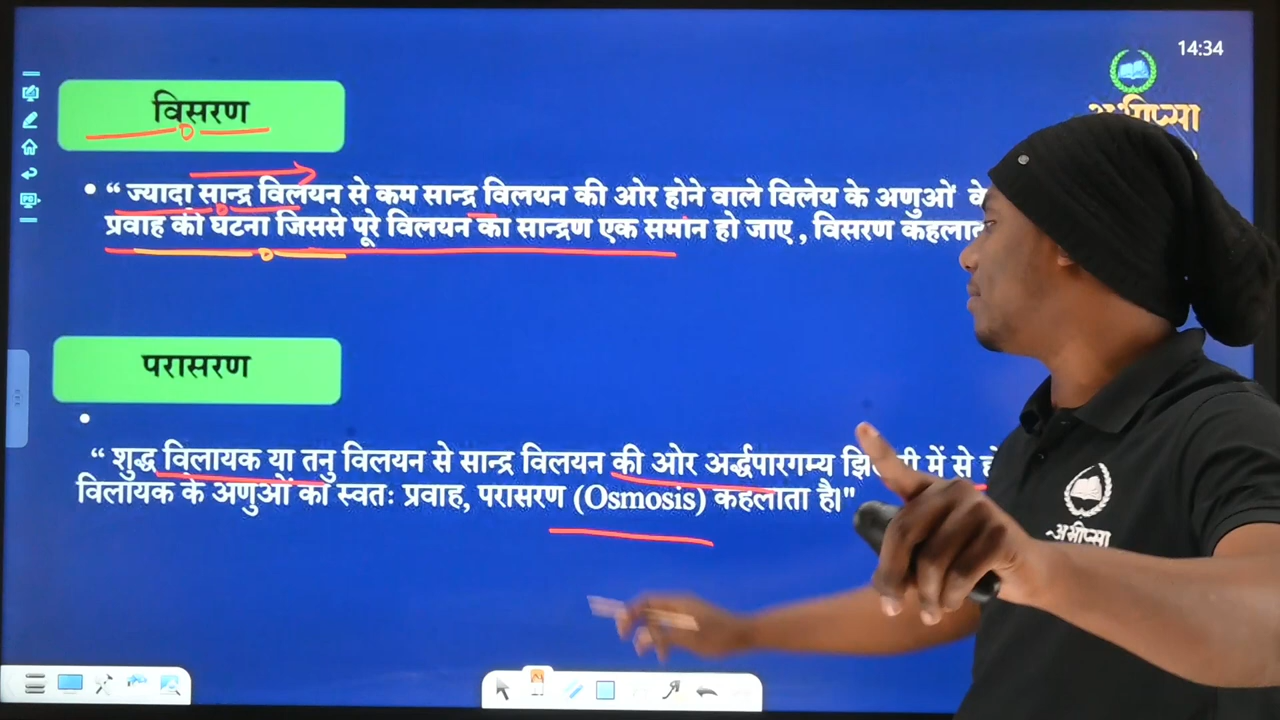 14:34
अभीप्सा
विसरण
“ ज्यादा सान्द्र विलयन से कम सान्द्र विलयन की ओर होने वाले विलेय के अणुओं
प्रवाह की घटना जिससे पूरे विलयन का सान्द्रण एक समान हो जाए , विसरण
परासरण
“ शुद्ध विलायक या तनु विलयन से सान्द्र विलयन की ओर अर्द्धपारगम्य में से
विलायक के अणुओं का स्वतः प्रवाह, परासरण (Osmosis) कहलाता है।"
अभीप्सा